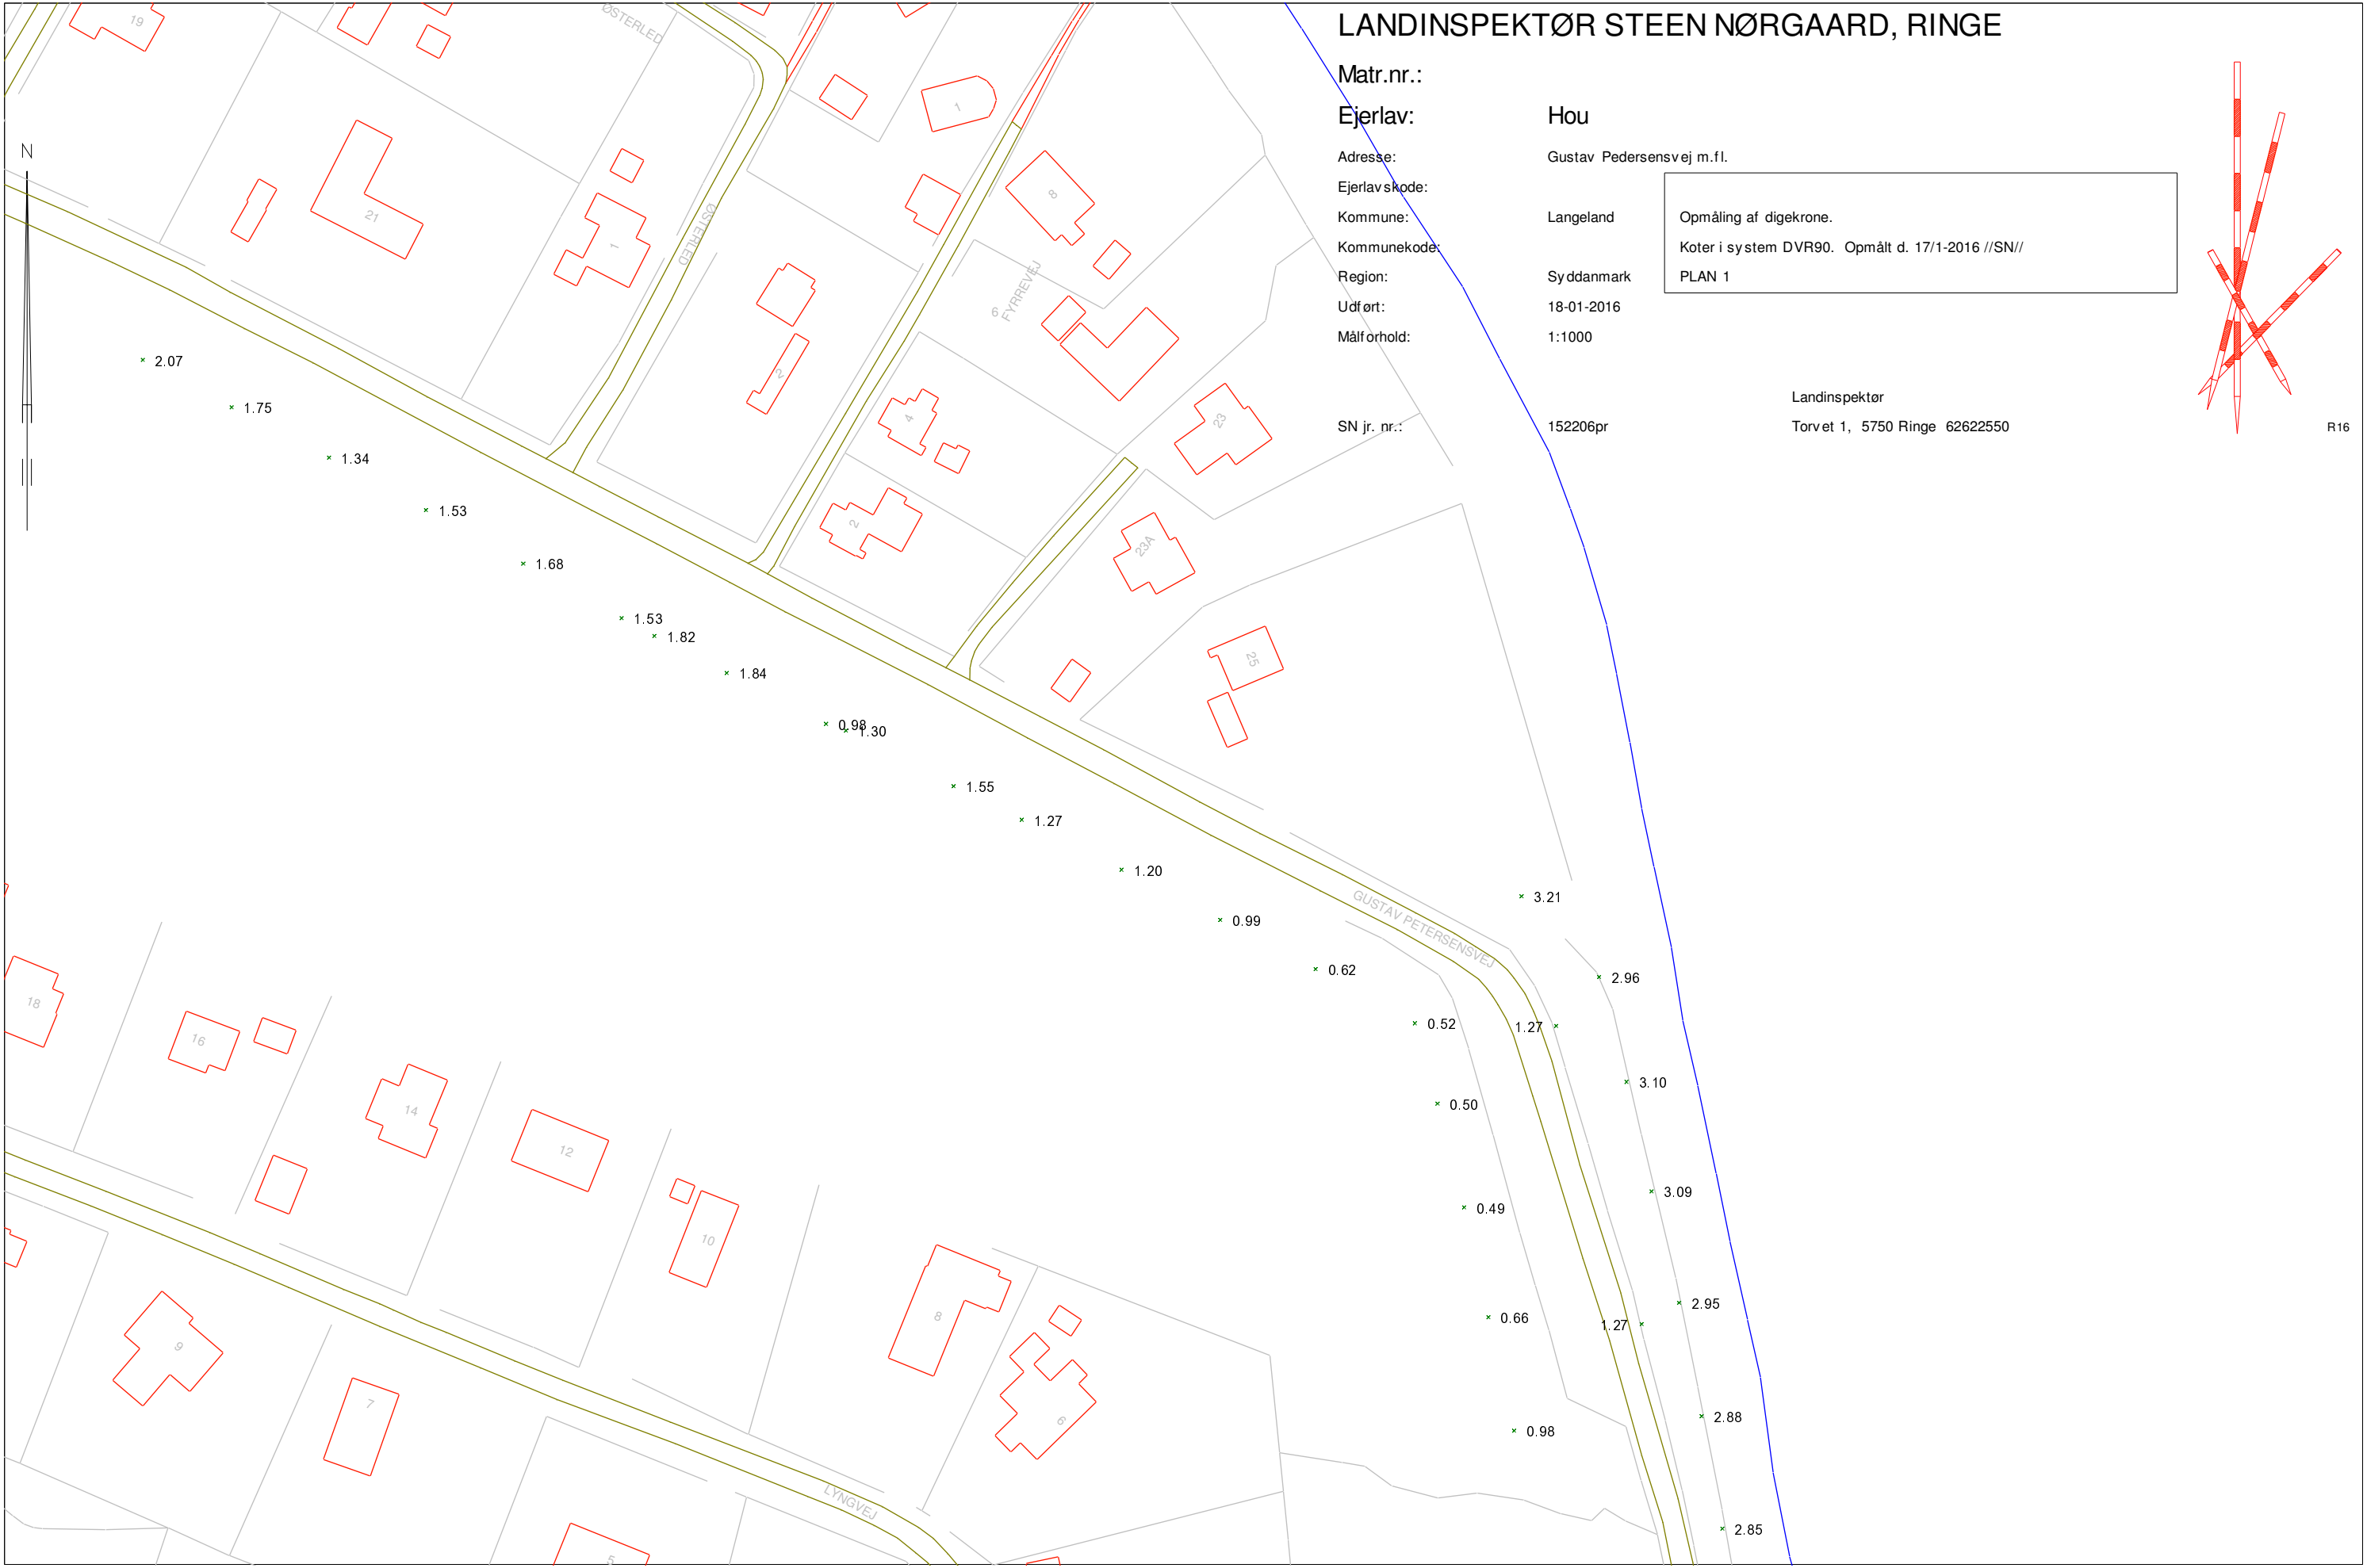 LANDINSPEKTØR STEEN NØRGAARD, RINGE
Matr.nr.:
Ejerlav: Hou
Adresse: Gustav Pedersensvej m.fl.
Ejerlavskode:
Kommune: Langeland
Kommunekode:
Region: Syddanmark
Udført: 18-01-2016
Målforhold: 1:1000
Opmåling af digekrone.
Koter i system DVR90. Opmålt d. 17/1-2016 //SN//
PLAN 1
Landinspektør
SN jr. nr.: 152206pr Torvet 1, 5750 Ringe 62622550
R16
N
19
ØSTERLED
1
21
1
ØSTERLED
8
6
FYRREVEJ
2
4
23
2
23A
25
2.07
1.75
1.34
1.53
1.68
1.53
1.82
1.84
0.98
1.30
1.55
1.27
1.20
0.99
0.62
0.52
0.50
0.49
0.66
0.98
GUSTAV PETERSENSVEJ
3.21
2.96
1.27
3.10
3.09
2.95
1.27
2.88
2.85
18
16
14
12
10
8
6
9
7
LYNGVEJ
5